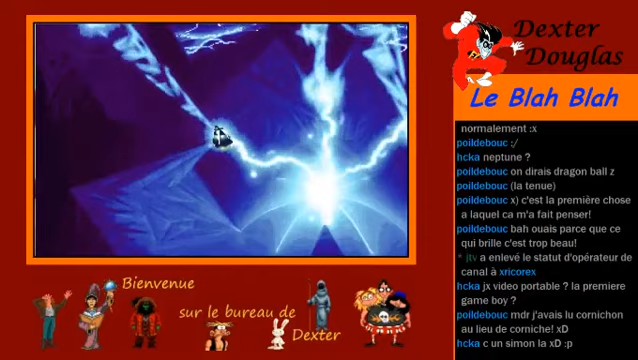 Dexter
Douglas
Le Blah Blah
normalement :x
poildebouc :/
hcka neptune ?
poildebouc on dirais dragon ball z
poildebouc (la tenue)
poildebouc x) c'est la première chose
a laquel ca m'a fait penser!
poildebouc bah ouais parce que ce
qui brille c'est trop beau!
* jtv a enlevé le statut d'opérateur de
canal à xricorex
hcka jx video portable ? la premiere
game boy ?
poildebouc mdr j'avais lu cornichon
au lieu de corniche! xD
hcka c un simon la xD :p
Bienvenue
sur le bureau de
Dexter